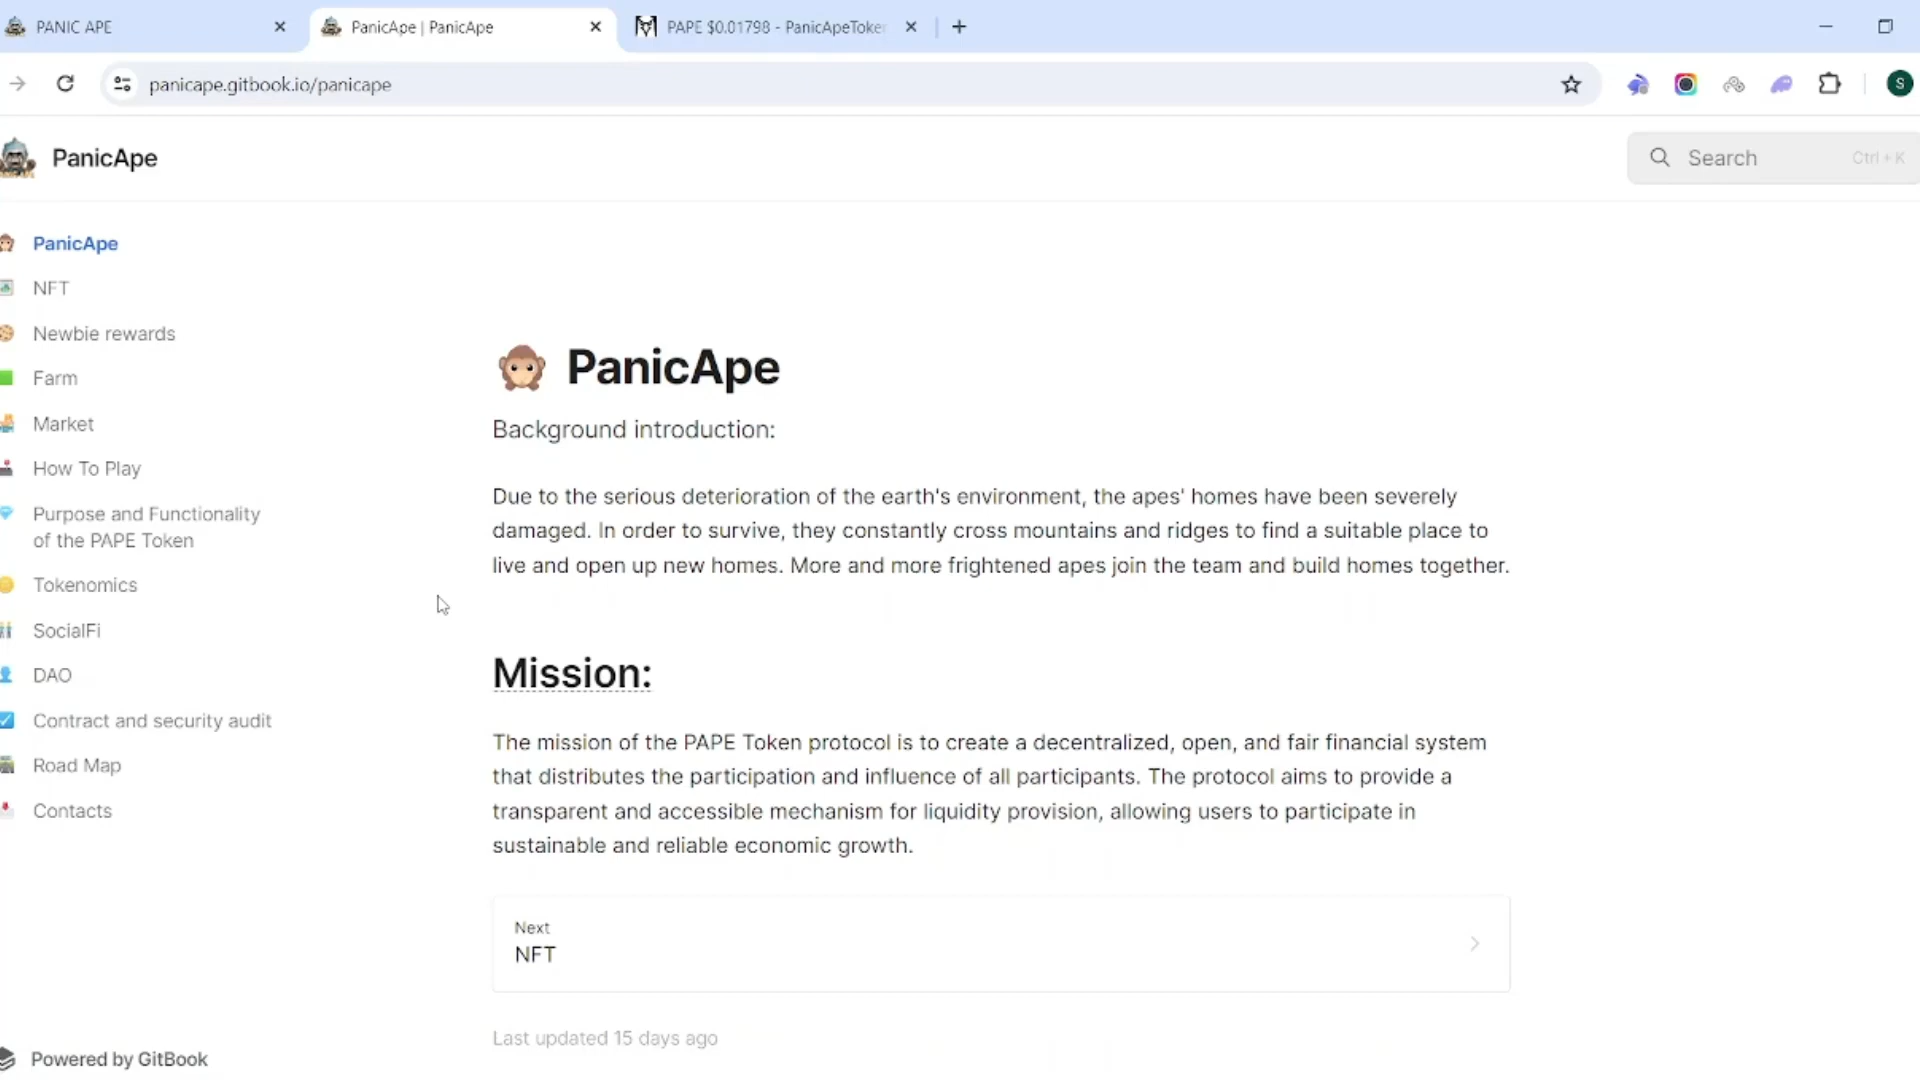 PANIC APE
PanicApe | PanicApe
PAPE $0.01798 - PanicApeToken
panicape.gitbook.io/panicape
S
PanicApe
Search
Ctrl + K
PanicApe
NFT
Newbie rewards
Farm
Market
How To Play
Purpose and Functionality
of the PAPE Token
Tokenomics
SocialFi
DAO
Contract and security audit
Road Map
Contacts
Powered by GitBook
PanicApe
Background introduction:
Due to the serious deterioration of the earth's environment, the apes' homes have been severely
damaged. In order to survive, they constantly cross mountains and ridges to find a suitable place to
live and open up new homes. More and more frightened apes join the team and build homes together.
Mission:
The mission of the PAPE Token protocol is to create a decentralized, open, and fair financial system
that distributes the participation and influence of all participants. The protocol aims to provide a
transparent and accessible mechanism for liquidity provision, allowing users to participate in
sustainable and reliable economic growth.
Next
NFT
Last updated 15 days ago